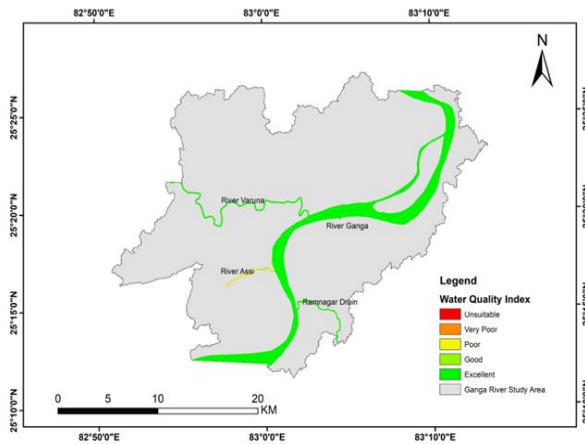 82°50'0"E 83°0'0"E 83°10'0"E
N
25°25'0"N
River Varuna
25°20'0"N
River Ganga
River Assi
Ramnagar Drain
25°15'0"N
25°10'0"N
Legend
Water Quality Index
Unsuitable
Very Poor
Poor
Good
Excellent
Ganga River Study Area
0 5 10 20
KM
82°50'0"E 83°0'0"E 83°10'0"E